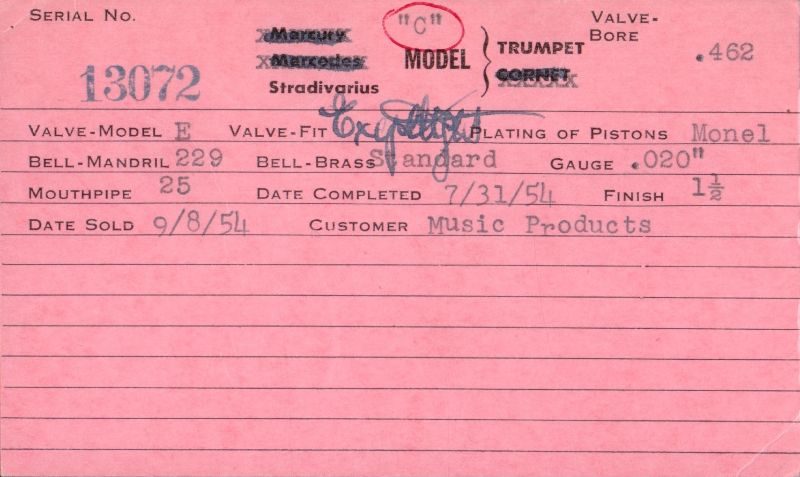 SERIAL NO. 13072
Mercury
Marcedes
Stradivarius
"C"
MODEL
TRUMPET
CORNET
VALVE-BORE .462
VALVE-MODEL E VALVE-FIT PLATING OF PISTONS Monel
BELL-MANDRIL 229 BELL-BRASS Standard GAUGE .020"
MOUTHPIPE 25 DATE COMPLETED 7/31/54 FINISH 1½
DATE SOLD 9/8/54 CUSTOMER Music Products